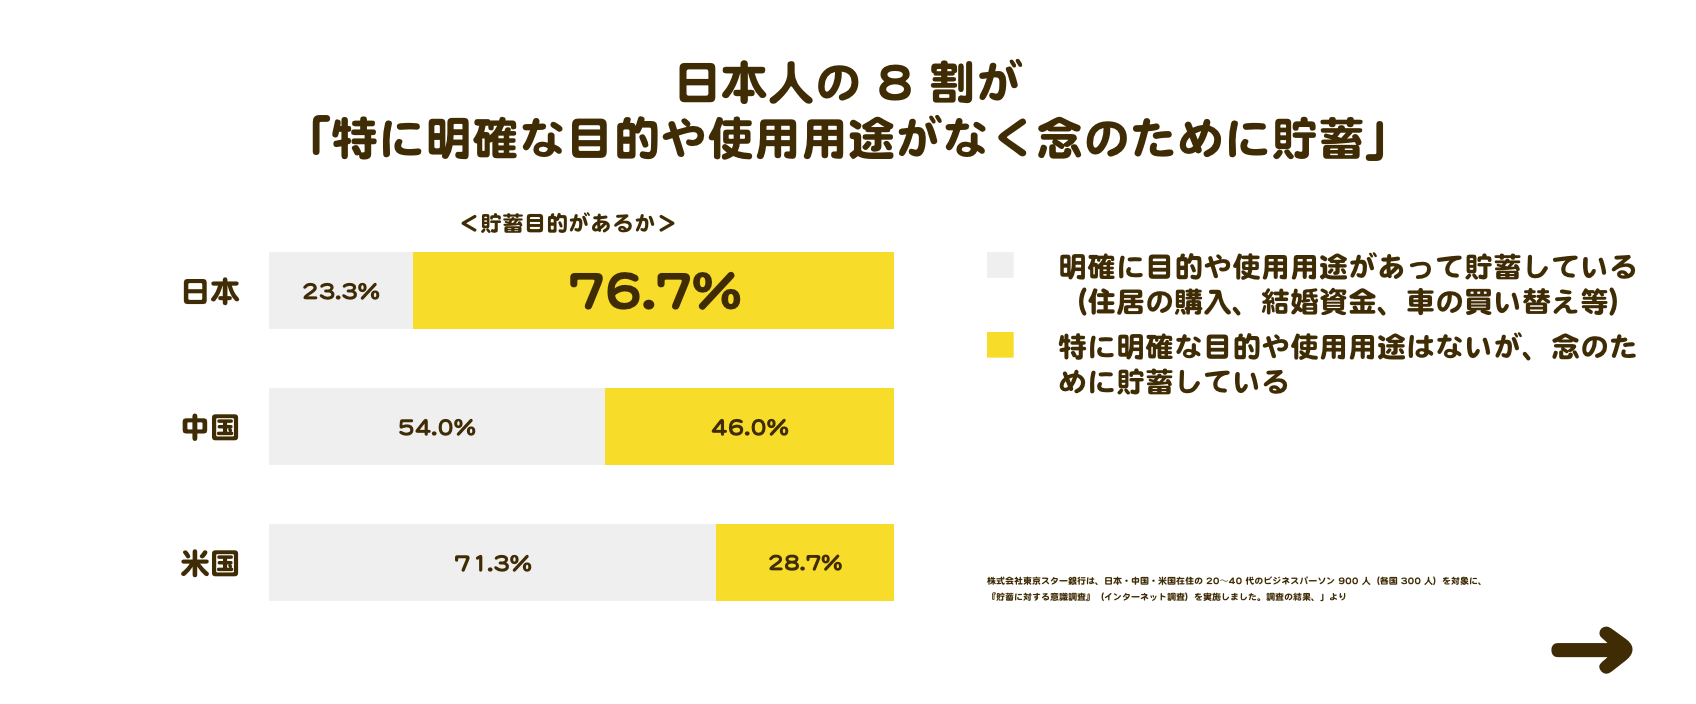 日本人の 8 割が
「特に明確な目的や使用用途がなく念のために貯蓄」
＜貯蓄目的があるか＞
日本
23.3%
76.7%
中国
54.0%
46.0%
米国
71.3%
28.7%
明確に目的や使用用途があって貯蓄している
（住居の購入、結婚資金、車の買い替え等）
特に明確な目的や使用用途はないが、念のた
めに貯蓄している
株式会社東京スター銀行は、日本・中国・米国在住の 20〜40 代のビジネスパーソン 900 人（各国 300 人）を対象に、
『貯蓄に対する意識調査』（インターネット調査）を実施しました。調査の結果、」より